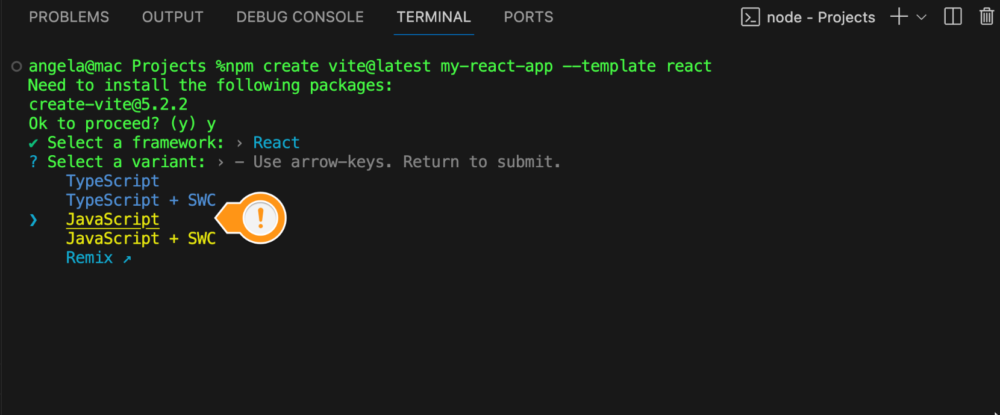 PROBLEMS OUTPUT DEBUG CONSOLE TERMINAL PORTS node - Projects
angela@mac Projects %npm create vite@latest my-react-app --template react
Need to install the following packages:
create-vite@5.2.2
Ok to proceed? (y) y
✔ Select a framework: › React
? Select a variant: › - Use arrow-keys. Return to submit.
TypeScript
TypeScript + SWC
❯ JavaScript
JavaScript + SWC
Remix ↗